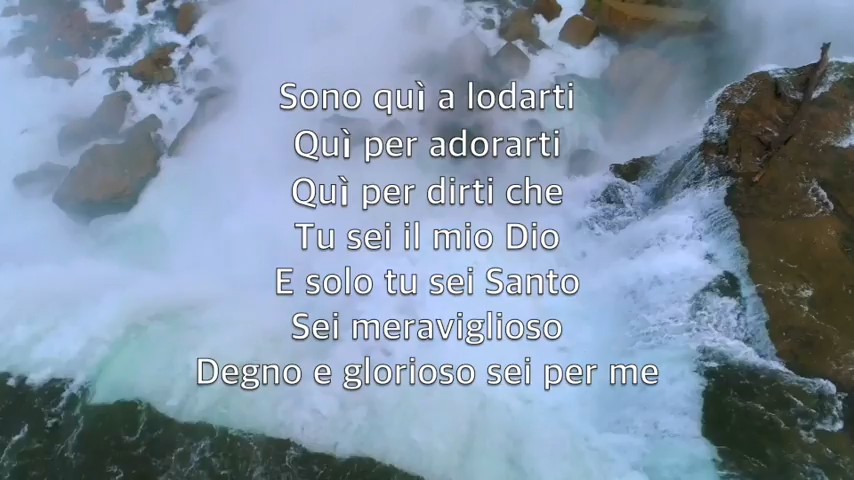 Sono quì a lodarti
Quì per adorarti
Quì per dirti che
Tu sei il mio Dio
E solo tu sei Santo
Sei meraviglioso
Degno e glorioso sei per me